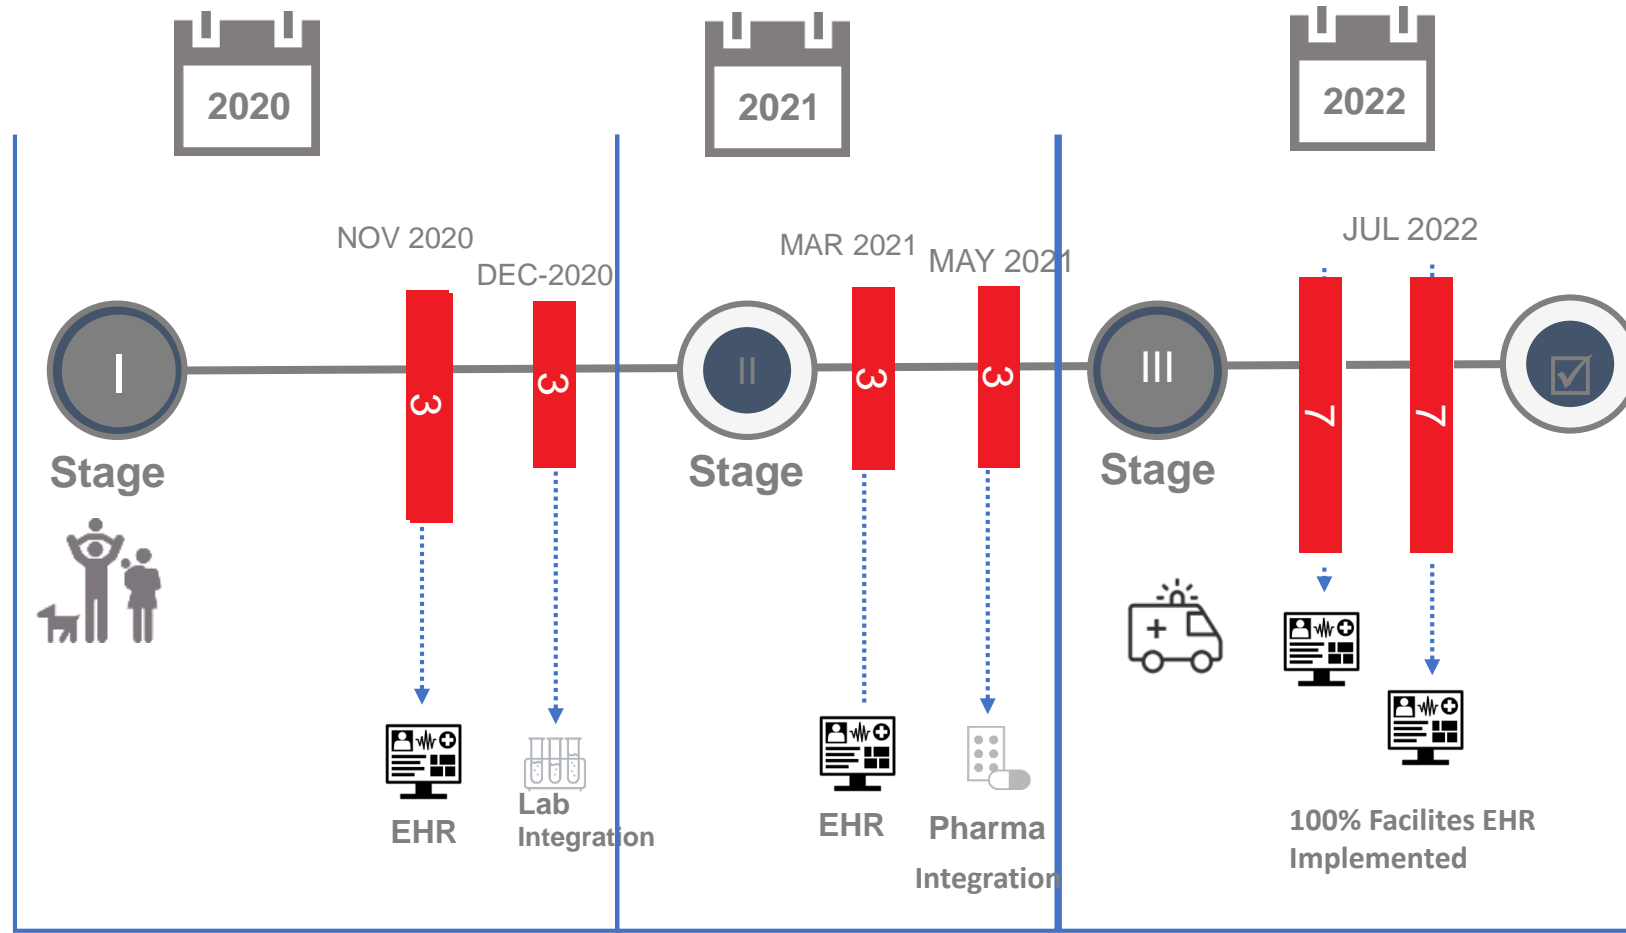 2020
2021
2022
NOV 2020
DEC-2020
MAR 2021
MAY 2021
JUL 2022
I
3
3
II
3
3
III
7
7
Stage
Stage
Stage
EHR
Lab
Integration
EHR
Pharma
Integration
100% Facilites EHR
Implemented